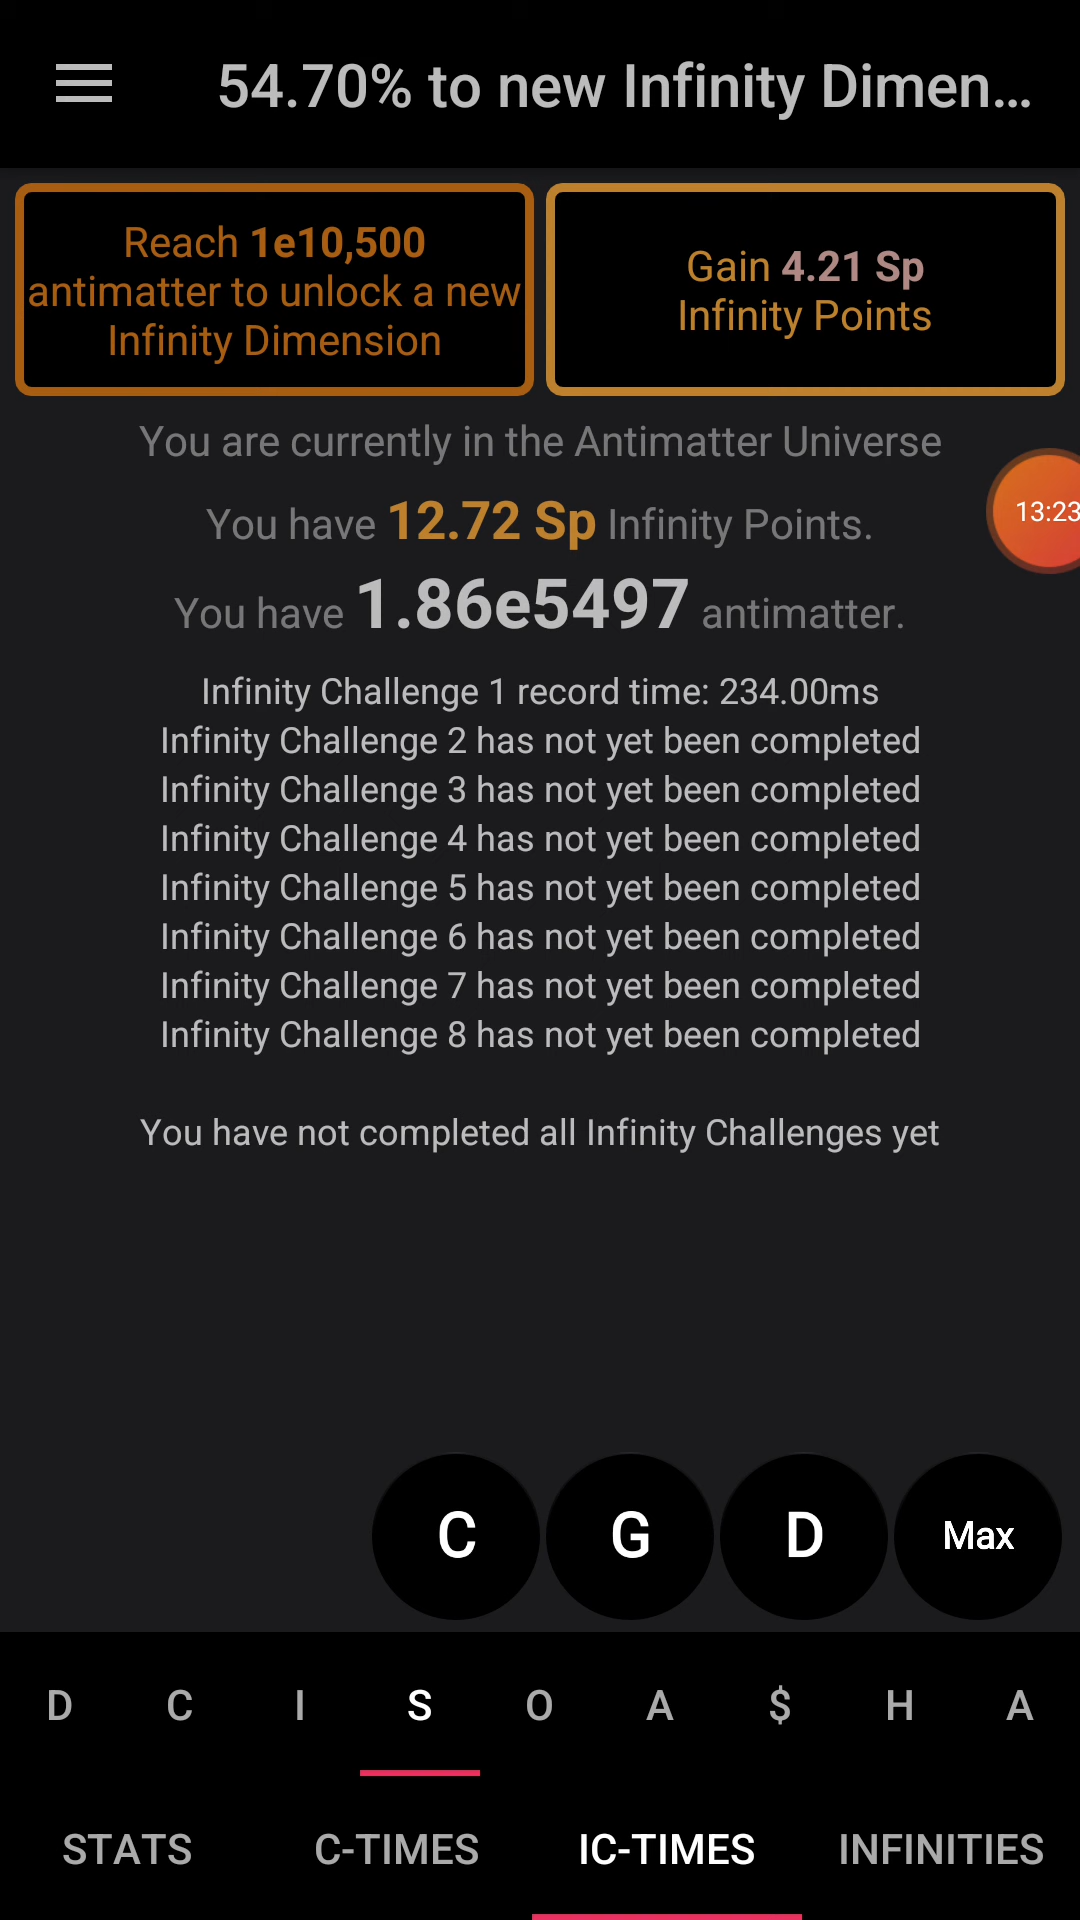 54.70% to new Infinity Dimen...
Reach 1e10,500
antimatter to unlock a new
Infinity Dimension
Gain 4.21 Sp
Infinity Points
You are currently in the Antimatter Universe
You have 12.72 Sp Infinity Points.
You have 1.86e5497 antimatter.
13:23
Infinity Challenge 1 record time: 234.00ms
Infinity Challenge 2 has not yet been completed
Infinity Challenge 3 has not yet been completed
Infinity Challenge 4 has not yet been completed
Infinity Challenge 5 has not yet been completed
Infinity Challenge 6 has not yet been completed
Infinity Challenge 7 has not yet been completed
Infinity Challenge 8 has not yet been completed
You have not completed all Infinity Challenges yet
C G D Max
D C I S O A $ H A
STATS C-TIMES IC-TIMES INFINITIES